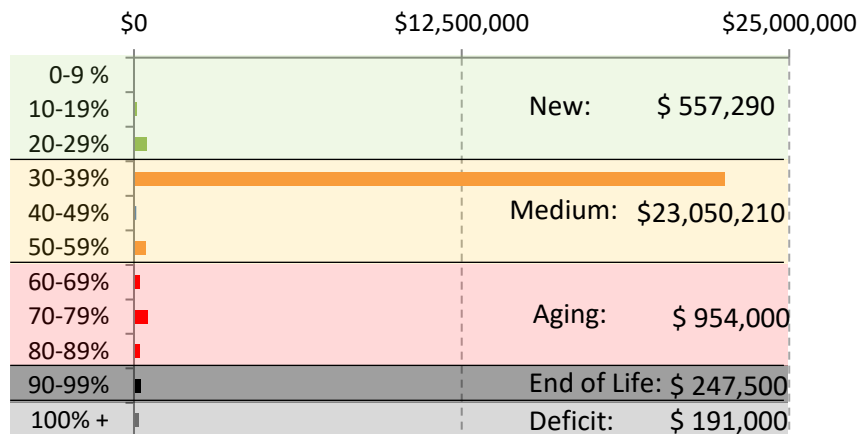 $0 $12,500,000 $25,000,000
0-9 %
10-19% New: $ 557,290
20-29%
30-39%
40-49% Medium: $23,050,210
50-59%
60-69%
70-79% Aging: $ 954,000
80-89%
90-99% End of Life: $ 247,500
100% + Deficit: $ 191,000